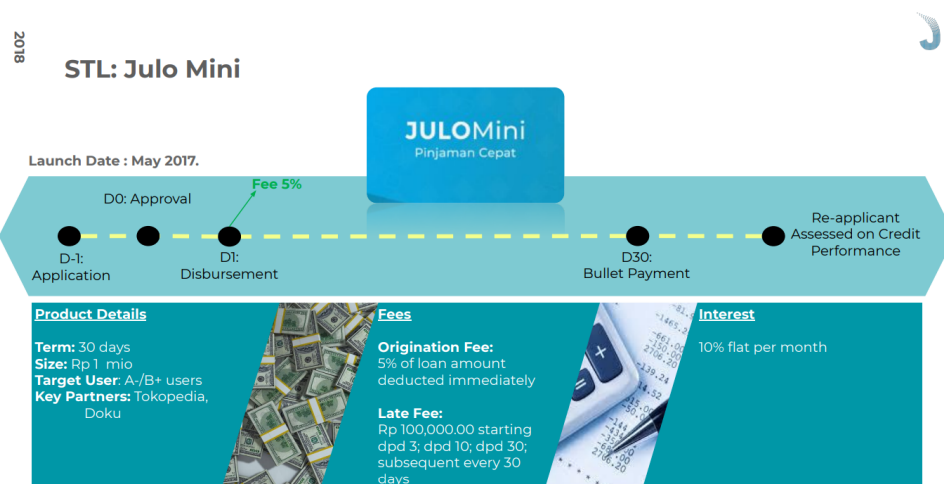 2018
STL: Julo Mini
JULOMini
Pinjaman Cepat
Launch Date : May 2017.
Fee 5%
D0: Approval
D-1:
Application
D1:
Disbursement
D30:
Bullet Payment
Re-applicant
Assessed on Credit
Performance
Product Details
Term: 30 days
Size: Rp 1 mio
Target User: A-/B+ users
Key Partners: Tokopedia,
Doku
Fees
Origination Fee:
5% of loan amount
deducted immediately
Late Fee:
Rp 100,000.00 starting
dpd 3; dpd 10; dpd 30;
subsequent every 30
days
Interest
10% flat per month